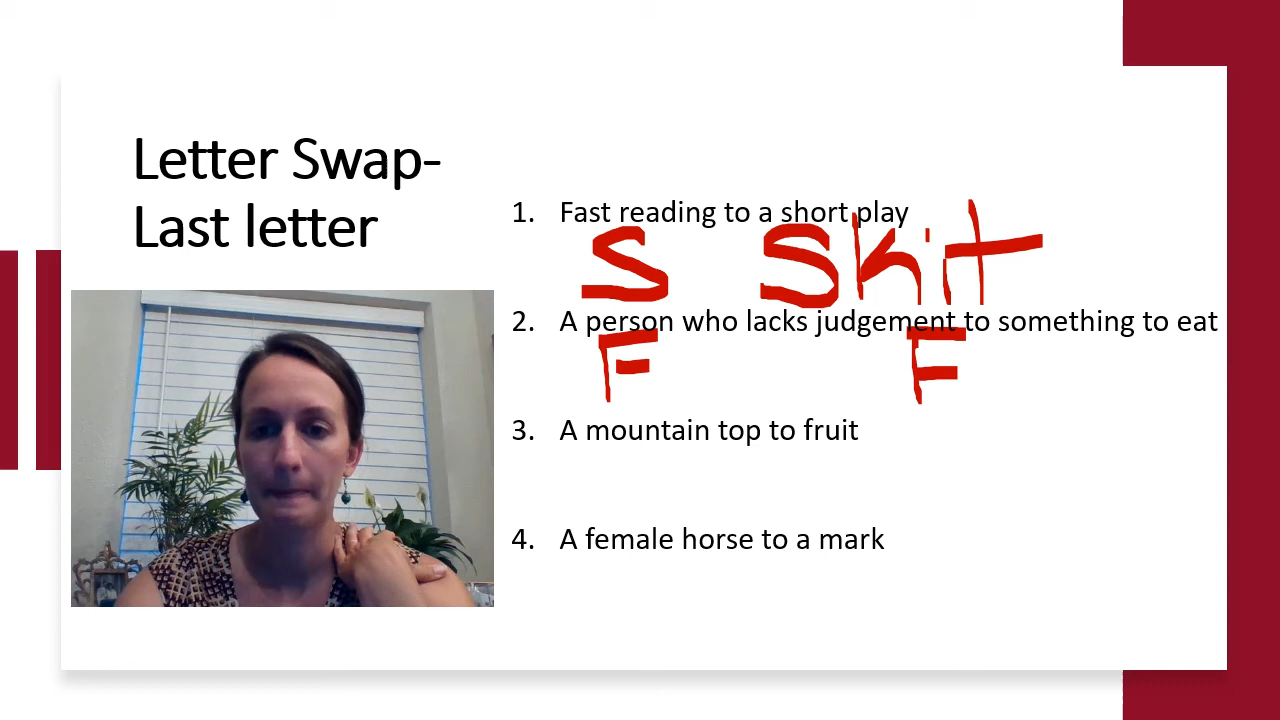 Letter Swap-
Last letter
1. Fast reading to a short play
S Skit
2. A person who lacks judgement to something to eat
F F
3. A mountain top to fruit
4. A female horse to a mark